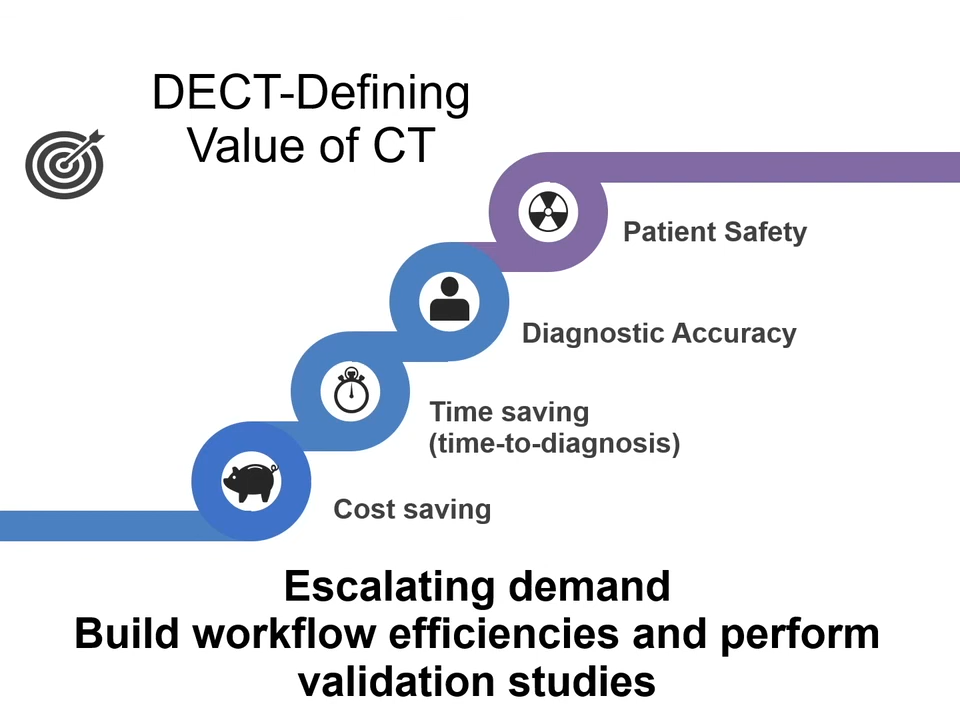 DECT-Defining
Value of CT
Patient Safety
Diagnostic Accuracy
Time saving
(time-to-diagnosis)
Cost saving
Escalating demand
Build workflow efficiencies and perform
validation studies